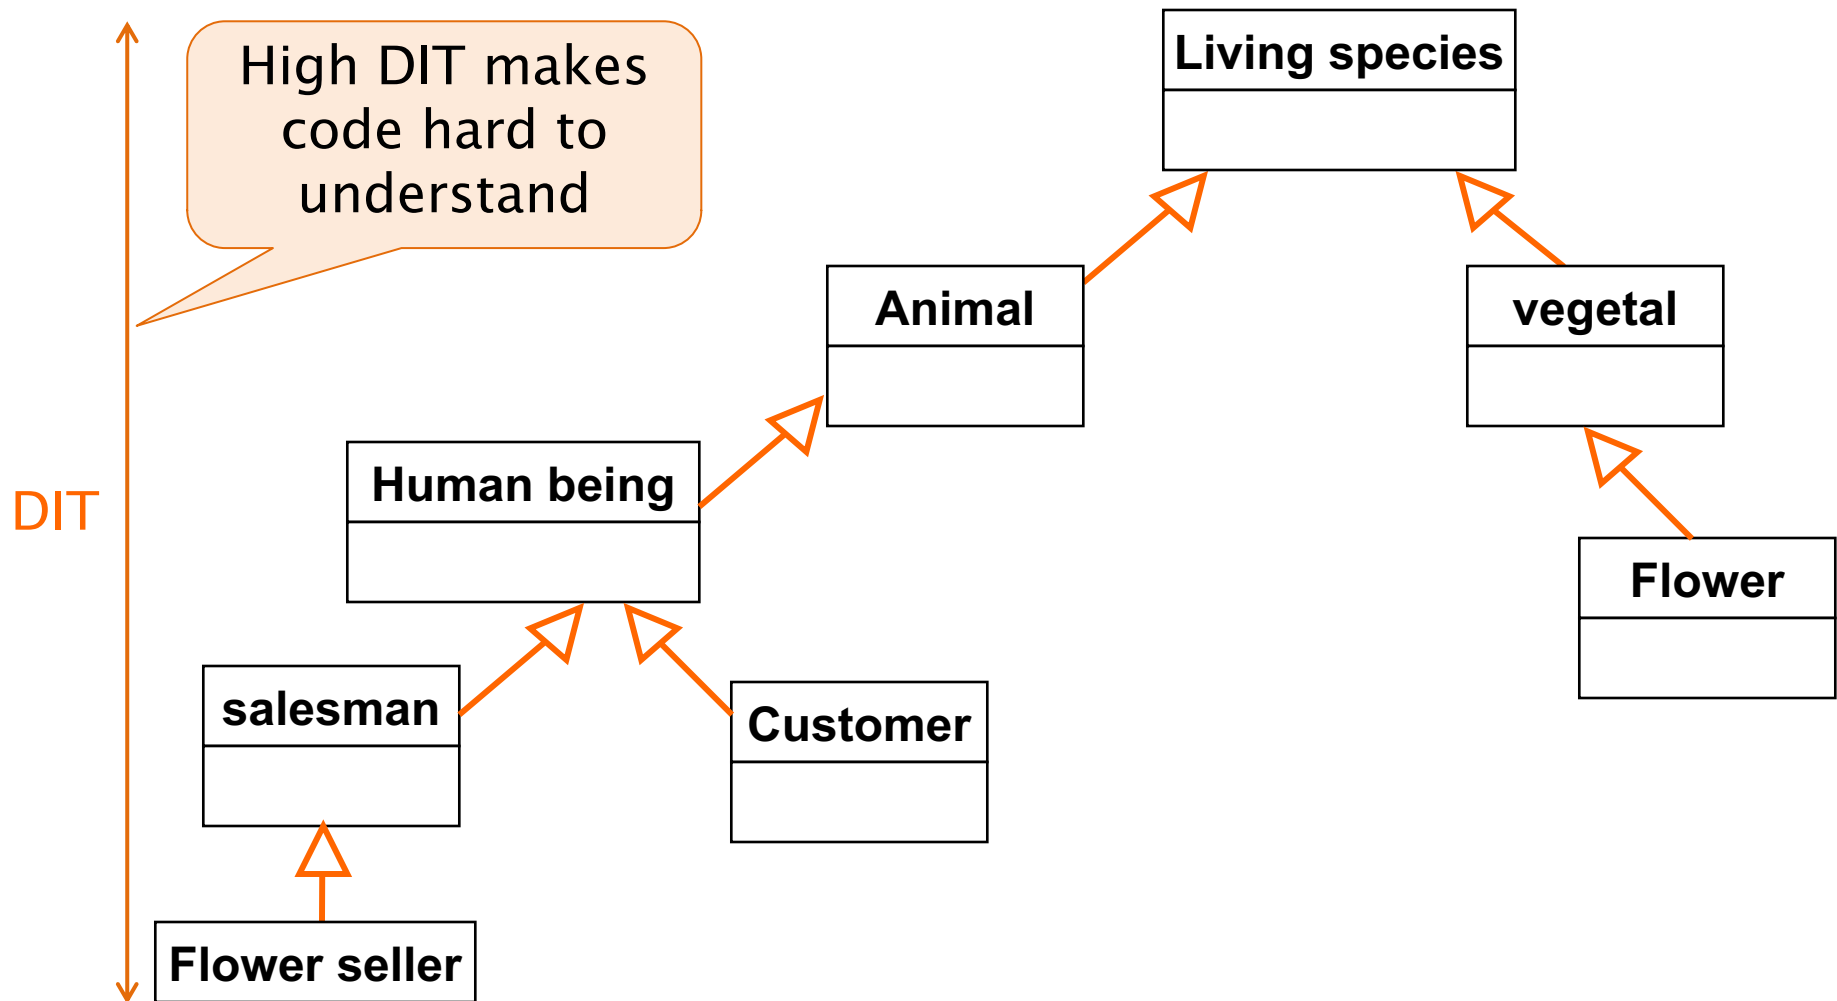 High DIT makes
code hard to
understand
Living species
Animal
vegetal
Human being
DIT
Flower
salesman
Customer
Flower seller